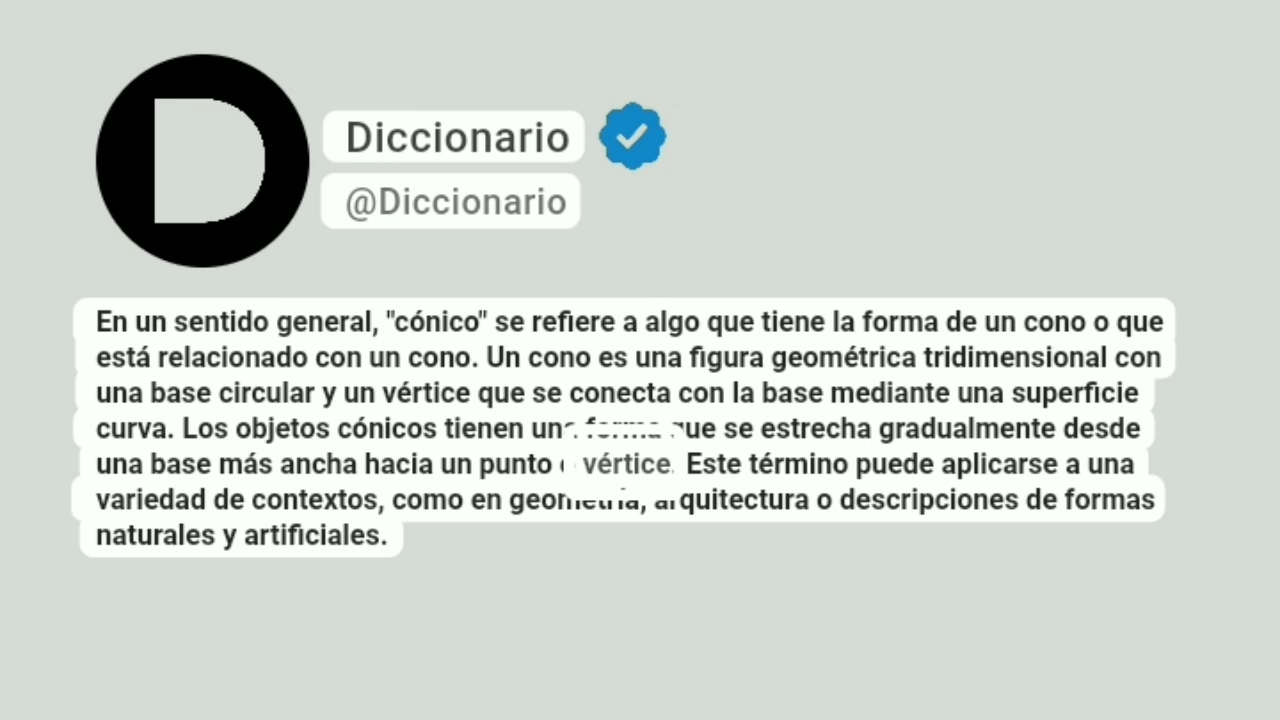 D
Diccionario
@Diccionario
En un sentido general, "cónico" se refiere a algo que tiene la forma de un cono o que
está relacionado con un cono. Un cono es una figura geométrica tridimensional con
una base circular y un vértice que se conecta con la base mediante una superficie
curva. Los objetos cónicos tienen una forma que se estrecha gradualmente desde
una base más ancha hacia un punto vértice. Este término puede aplicarse a una
variedad de contextos, como en geometría, arquitectura o descripciones de formas
naturales y artificiales.